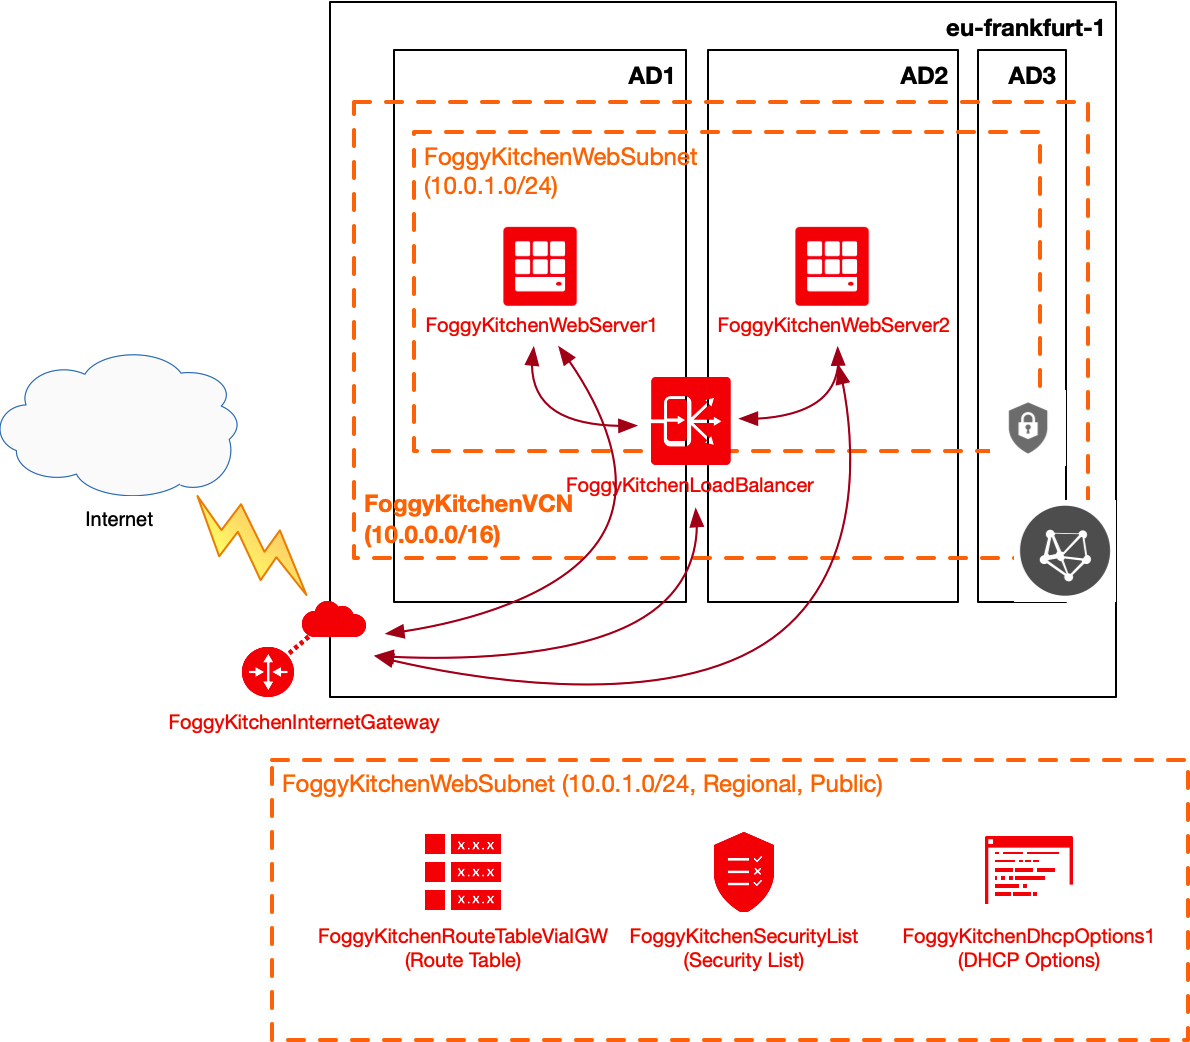 eu-frankfurt-1
AD1
AD2
AD3
FoggyKitchenWebSubnet
(10.0.1.0/24)
FoggyKitchenWebServer1
FoggyKitchenWebServer2
FoggyKitchenLoadBalancer
FoggyKitchenVCN
(10.0.0.0/16)
Internet
FoggyKitchenInternetGateway
FoggyKitchenWebSubnet (10.0.1.0/24, Regional, Public)
x.x.x
x.x.x
x.x.x
FoggyKitchenRouteTableViaIGW
(Route Table)
FoggyKitchenSecurityList
(Security List)
FoggyKitchenDhcpOptions1
(DHCP Options)